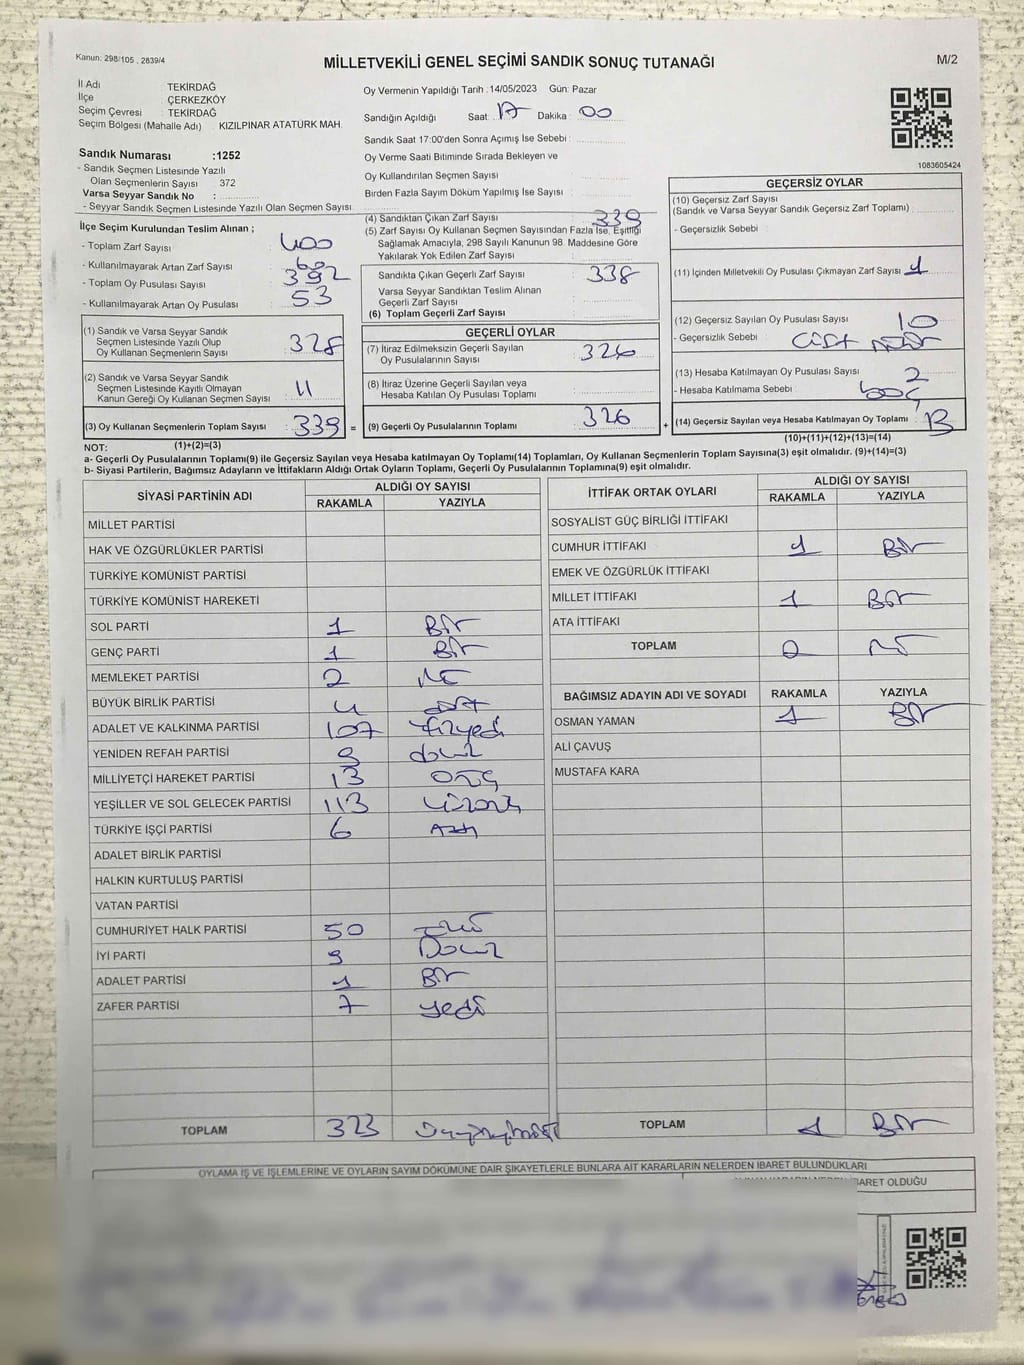 Kanun: 298/105 , 2839/4
MİLLETVEKİLİ GENEL SEÇİMİ SANDIK SONUÇ TUTANAĞI
M/2
İl Adı TEKİRDAĞ
İlçe ÇERKEZKÖY
Seçim Çevresi : TEKİRDAĞ
Seçim Bölgesi (Mahalle Adı) KIZILPINAR ATATÜRK MAH.
Sandık Numarası :1252
- Sandık Seçmen Listesinde Yazılı
Olan Seçmenlerin Sayısı 372
Varsa Seyyar Sandık No :
- Seyyar Sandık Seçmen Listesinde Yazılı Olan Seçmen Sayısı
Oy Vermenin Yapıldığı Tarih :14/05/2023 Gün: Pazar
Sandığın Açıldığı Saat : 17 Dakika : 00
Sandık Saat 17:00'den Sonra Açımış İse Sebebi :
Oy Verme Saati Bitiminde Sırada Bekleyen ve
Oy Kullandırılan Seçmen Sayısı
Birden Fazla Sayım Döküm Yapılmış İse Sayısı :
1083605424
İlçe Seçim Kurulundan Teslim Alınan ;
- Toplam Zarf Sayısı : 400
- Kullanılmayarak Artan Zarf Sayısı : 60
- Toplam Oy Pusulası Sayısı : 392
- Kullanılmayarak Artan Oy Pusulası : 53
(4) Sandıktan Çıkan Zarf Sayısı : 339
(5) Zarf Sayısı Oy Kullanan Seçmen Sayısından Fazla İse, Eşitliği
Sağlamak Amacıyla, 298 Sayılı Kanunun 98. Maddesine Göre
Yakılarak Yok Edilen Zarf Sayısı :
Sandıkta Çıkan Geçerli Zarf Sayısı : 338
Varsa Seyyar Sandıktan Teslim Alınan
Geçerli Zarf Sayısı :
(6) Toplam Geçerli Zarf Sayısı :
GEÇERSİZ OYLAR
(10) Geçersiz Zarf Sayısı
(Sandık ve Varsa Seyyar Sandık Geçersiz Zarf Toplamı) :
- Geçersizlik Sebebi :
(11) İçinden Milletvekili Oy Pusulası Çıkmayan Zarf Sayısı : 1
(12) Geçersiz Sayılan Oy Pusulası Sayısı : 10
- Geçersizlik Sebebi : Çift mühür
(13) Hesaba Katılmayan Oy Pusulası Sayısı : 2
- Hesaba Katılmama Sebebi : boş
(14) Geçersiz Sayılan veya Hesaba Katılmayan Oy Toplamı : 13
(10)+(11)+(12)+(13)=(14)
(1) Sandık ve Varsa Seyyar Sandık
Seçmen Listesinde Yazılı Olup
Oy Kullanan Seçmenlerin Sayısı : 328
(2) Sandık ve Varsa Seyyar Sandık
Seçmen Listesinde Kayıtlı Olmayan
Kanun Gereği Oy Kullanan Seçmen Sayısı : 11
(3) Oy Kullanan Seçmenlerin Toplam Sayısı : 339 =
GEÇERLİ OYLAR
(7) İtiraz Edilmeksizin Geçerli Sayılan
Oy Pusulalarının Sayısı : 326
(8) İtiraz Üzerine Geçerli Sayılan veya
Hesaba Katılan Oy Pusulası Toplamı :
(9) Geçerli Oy Pusulalarının Toplamı : 326 +
NOT: (1)+(2)=(3)
a- Geçerli Oy Pusulalarının Toplamı(9) ile Geçersiz Sayılan veya Hesaba Katılmayan Oy Toplamı(14) Toplamları, Oy Kullanan Seçmenlerin Toplam Sayısına(3) eşit olmalıdır. (9)+(14)=(3)
b- Siyasi Partilerin, Bağımsız Adayların ve İttifakların Aldığı Ortak Oyların Toplamı, Geçerli Oy Pusulalarının Toplamına(9) eşit olmalıdır.
SİYASİ PARTİNİN ADI
ALDIĞI OY SAYISI
RAKAMLA YAZIYLA
MİLLET PARTİSİ
HAK VE ÖZGÜRLÜKLER PARTİSİ
TÜRKİYE KOMÜNİST PARTİSİ
TÜRKİYE KOMÜNİST HAREKETİ
SOL PARTİ 1 Bir
GENÇ PARTİ 1 Bir
MEMLEKET PARTİSİ 2 iki
BÜYÜK BİRLİK PARTİSİ 4 dört
ADALET VE KALKINMA PARTİSİ 107 Yüzyedi
YENİDEN REFAH PARTİSİ 9 dokuz
MİLLİYETÇİ HAREKET PARTİSİ 13 onüç
YEŞİLLER VE SOL GELECEK PARTİSİ 113 Yüzonüç
TÜRKİYE İŞÇİ PARTİSİ 6 Altı
ADALET BİRLİK PARTİSİ
HALKIN KURTULUŞ PARTİSİ
VATAN PARTİSİ
CUMHURİYET HALK PARTİSİ 50 Elli
İYİ PARTİ 9 Dokuz
ADALET PARTİSİ 1 Bir
ZAFER PARTİSİ 7 yedi
TOPLAM 323
İTTİFAK ORTAK OYLARI
ALDIĞI OY SAYISI
RAKAMLA YAZIYLA
SOSYALİST GÜÇ BİRLİĞİ İTTİFAKI
CUMHUR İTTİFAKI 1 Bir
EMEK VE ÖZGÜRLÜK İTTİFAKI
MİLLET İTTİFAKI 1 Bir
ATA İTTİFAKI
TOPLAM 2 iki
BAĞIMSIZ ADAYIN ADI VE SOYADI RAKAMLA YAZIYLA
OSMAN YAMAN 1 Bir
ALİ ÇAVUŞ
MUSTAFA KARA
TOPLAM 1 Bir
OYLAMA İŞ VE İŞLEMLERİNE VE OYLARIN SAYIM DÖKÜMÜNE DAİR ŞİKAYETLERLE BUNLARA AİT KARARLARIN NELERDEN İBARET BULUNDUKLARI
BARET OLDUĞU